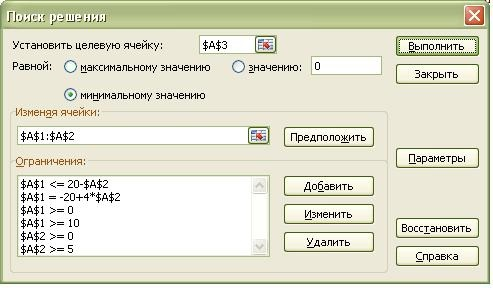 Поиск решения
Установить целевую ячейку: $A$3 Выполнить
Равной: максимальному значению значению: 0 Закрыть
минимальному значению
Изменяя ячейки:
$A$1:$A$2 Предположить
Ограничения: Параметры
$A$1 <= 20-$A$2 Добавить
$A$1 = -20+4*$A$2
$A$1 >= 0 Изменить
$A$1 >= 10 Восстановить
$A$2 >= 0 Удалить
$A$2 >= 5 Справка